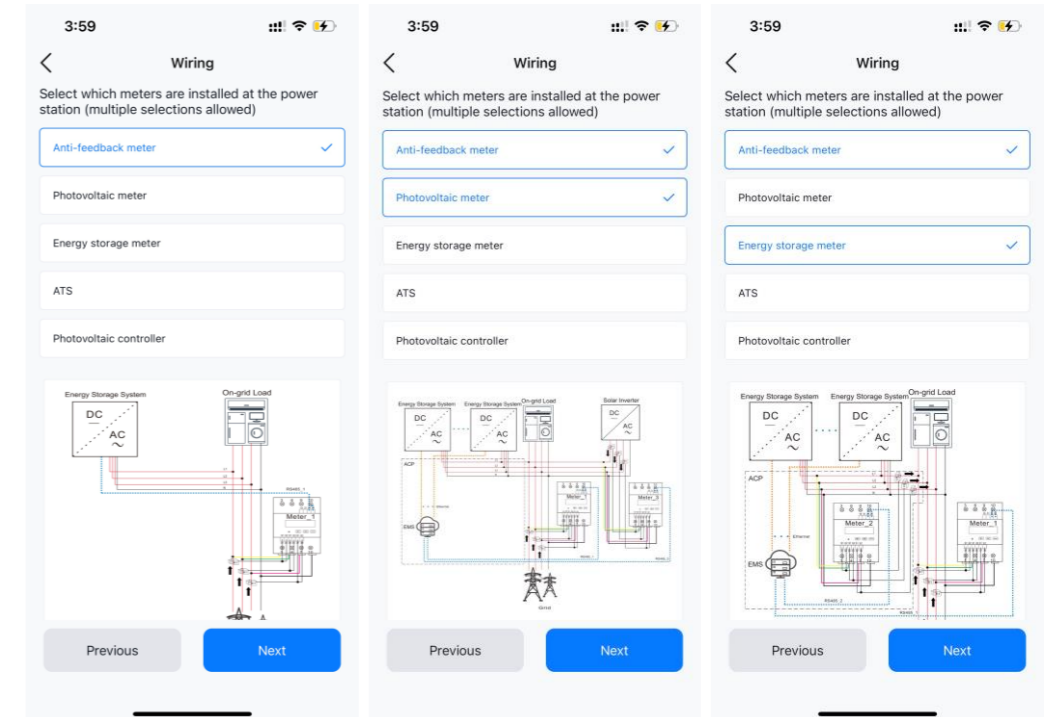 3:59
Wiring
Select which meters are installed at the power
station (multiple selections allowed)
Anti-feedback meter
Photovoltaic meter
Energy storage meter
ATS
Photovoltaic controller
Energy Storage System
On-grid Load
DC
AC
RS485_1
Meter_1
Previous
Next
3:59
Wiring
Select which meters are installed at the power
station (multiple selections allowed)
Anti-feedback meter
Photovoltaic meter
Energy storage meter
ATS
Photovoltaic controller
Energy Storage System
Energy Storage System
On-grid Load
Solar Inverter
DC
AC
DC
AC
DC
AC
ACP
Meter_1
EMS
Grid
Previous
Next
3:59
Wiring
Select which meters are installed at the power
station (multiple selections allowed)
Anti-feedback meter
Photovoltaic meter
Energy storage meter
ATS
Photovoltaic controller
Energy Storage System
Energy Storage System
On-grid Load
DC
AC
DC
AC
ACP
Meter_2
Meter_1
Ethernet
EMS
RS485_2
Previous
Next